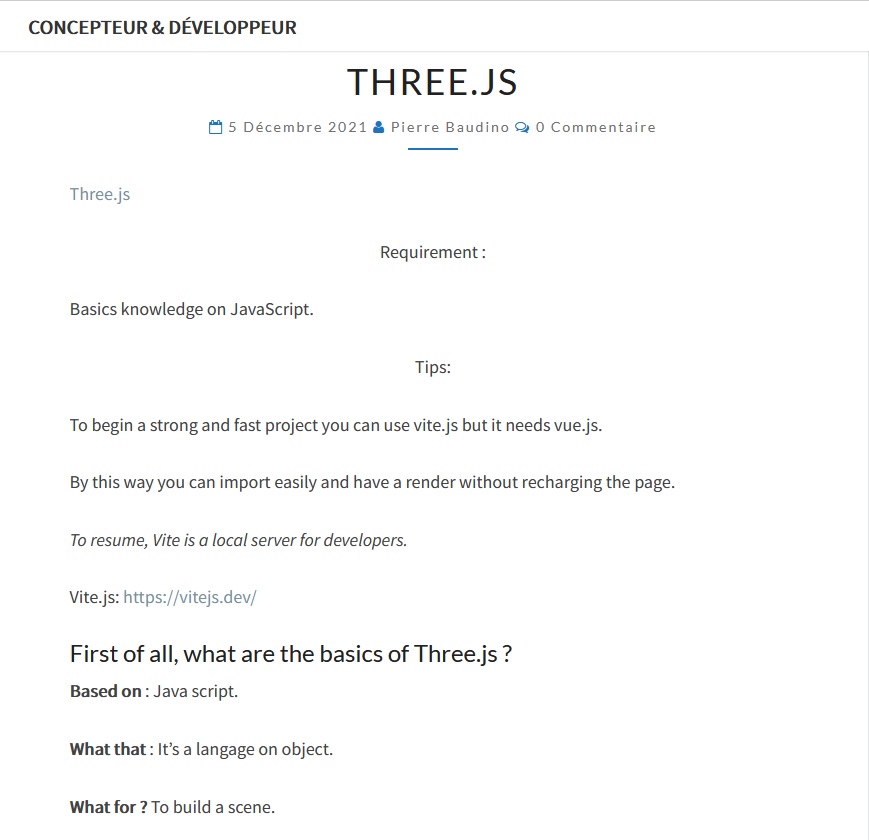 CONCEPTEUR & DÉVELOPPEUR
THREE.JS
5 Décembre 2021 Pierre Baudino 0 Commentaire
Three.js
Requirement :
Basics knowledge on JavaScript.
Tips:
To begin a strong and fast project you can use vite.js but it needs vue.js.
By this way you can import easily and have a render without recharging the page.
To resume, Vite is a local server for developers.
Vite.js: https://vitejs.dev/
First of all, what are the basics of Three.js ?
Based on : Java script.
What that : It’s a langage on object.
What for ? To build a scene.